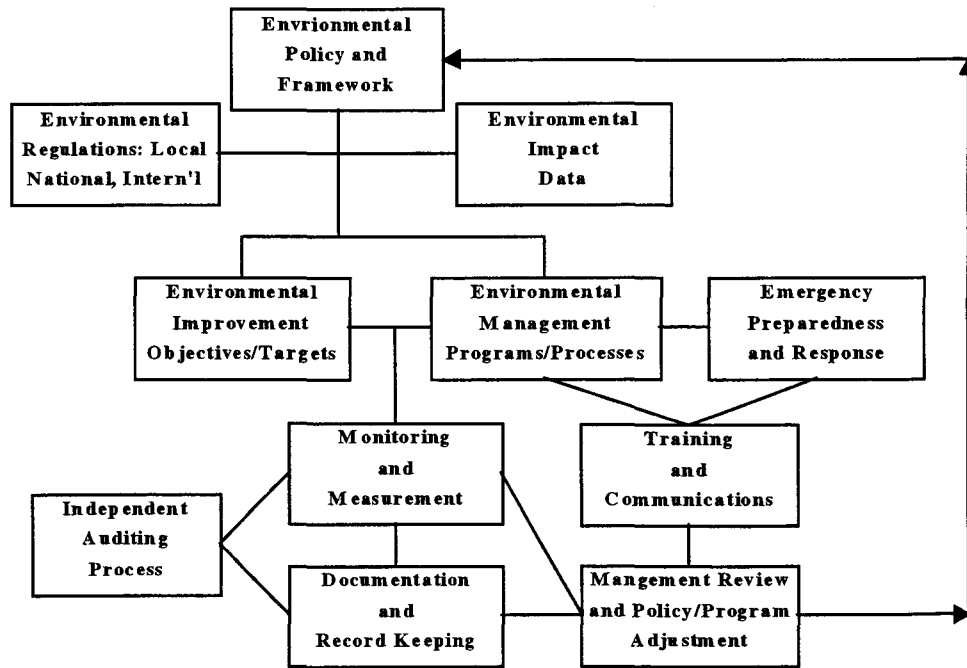 Envrionmental
Policy and
Framework
Environmental
Regulations: Local
National, Intern'l
Environmental
Impact
Data
Environmental
Improvement
Objectives/Targets
Environmental
Management
Programs/Processes
Emergency
Preparedness
and Response
Monitoring
and
Measurement
Training
and
Communications
Independent
Auditing
Process
Documentation
and
Record Keeping
Mangement Review
and Policy/Program
Adjustment